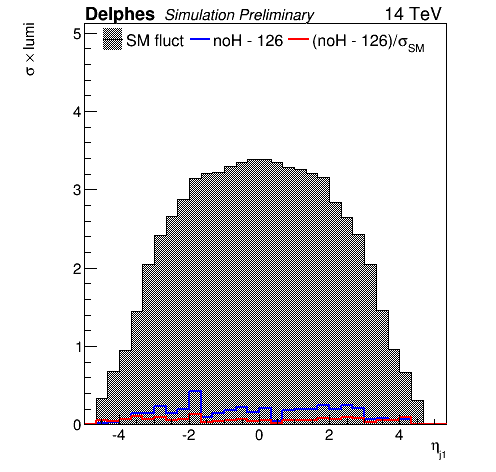 Delphes Simulation Preliminary 14 TeV
σ × lumi
SM fluct noH - 126 (noH - 126)/σSM
5
4
3
2
1
0
-4 -2 0 2 4
ηj1